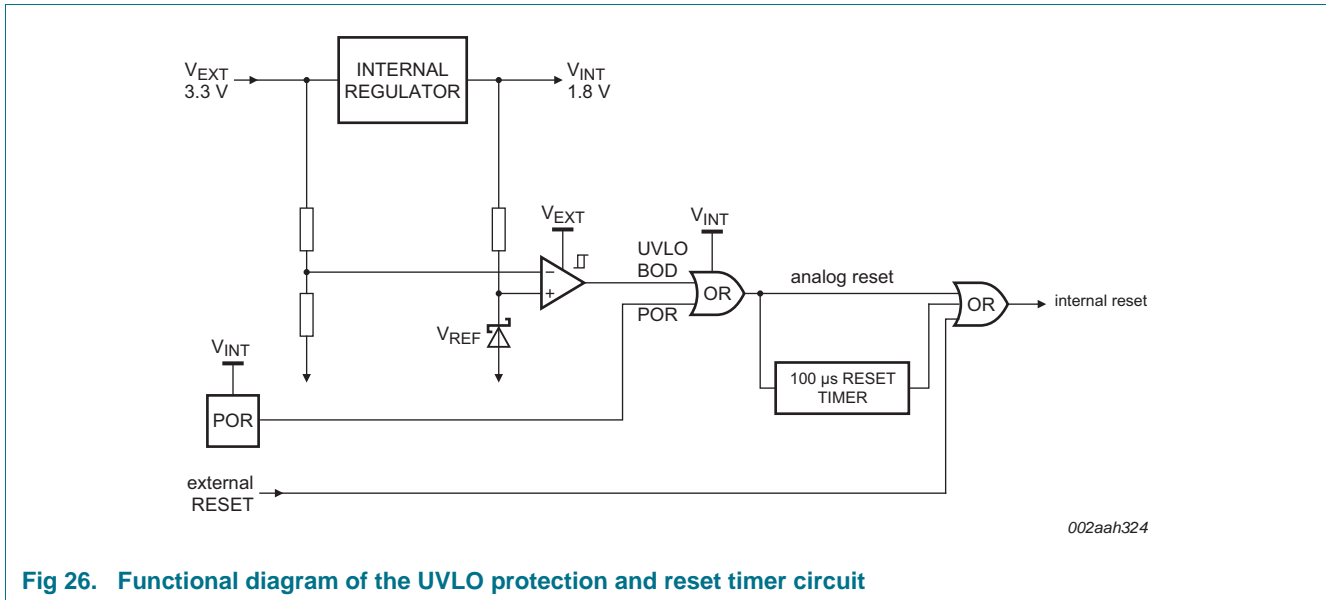 VEXT
3.3 V
INTERNAL
REGULATOR
VINT
1.8 V
VEXT
VINT
UVLO
BOD
−
+
OR
POR
analog reset
OR
internal reset
VREF
VINT
100 µs RESET
TIMER
POR
external
RESET
002aah324
Fig 26. Functional diagram of the UVLO protection and reset timer circuit